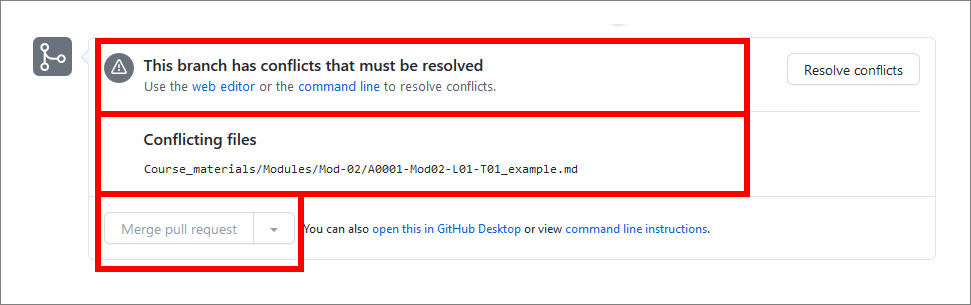 This branch has conflicts that must be resolved
Use the web editor or the command line to resolve conflicts.
Resolve conflicts
Conflicting files
Course_materials/Modules/Mod-02/A0001-Mod02-L01-T01_example.md
Merge pull request
You can also open this in GitHub Desktop or view command line instructions.